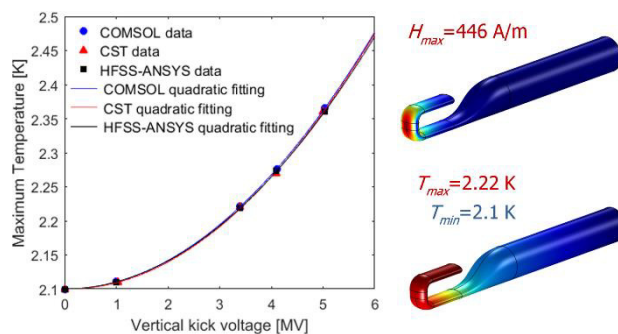 2.5
2.45
2.4
2.35
2.3
2.25
2.2
2.15
2.1
Maximum Temperature [K]
COMSOL data
CST data
HFSS-ANSYS data
COMSOL quadratic fitting
CST quadratic fitting
HFSS-ANSYS quadratic fitting
0 1 2 3 4 5 6
Vertical kick voltage [MV]
Hmax=446 A/m
Tmax=2.22 K
Tmin=2.1 K